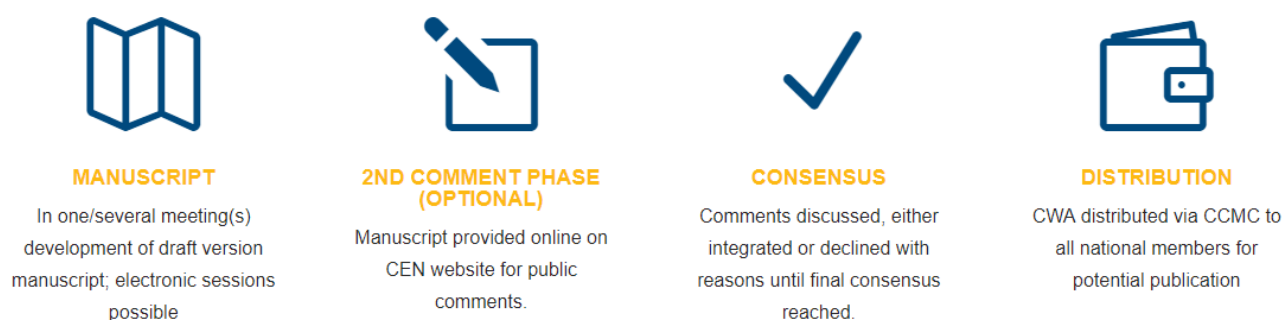 MANUSCRIPT
In one/several meeting(s)
development of draft version
manuscript; electronic sessions
possible
2ND COMMENT PHASE
(OPTIONAL)
Manuscript provided online on
CEN website for public
comments.
CONSENSUS
Comments discussed, either
integrated or declined with
reasons until final consensus
reached.
DISTRIBUTION
CWA distributed via CCMC to
all national members for
potential publication